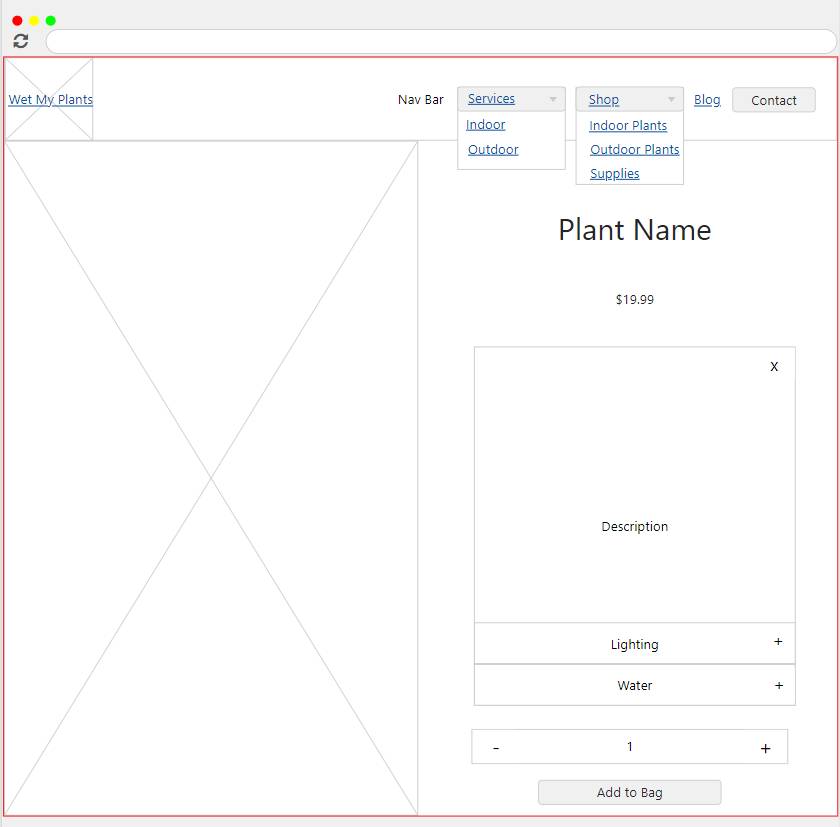 Wet My Plants
Nav Bar
Services
Indoor
Outdoor
Shop
Indoor Plants
Outdoor Plants
Supplies
Blog
Contact
Plant Name
$19.99
X
Description
Lighting +
Water +
- 1 +
Add to Bag